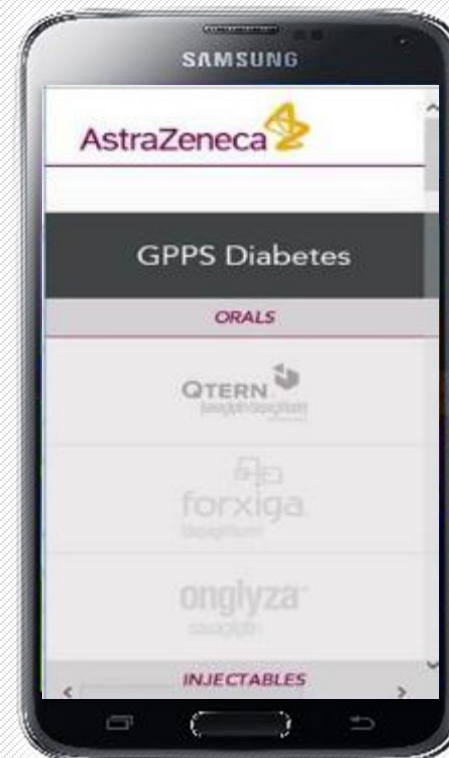 SAMSUNG
AstraZeneca
GPPS Diabetes
ORALS
QTERN
forxiga
onglyza
INJECTABLES